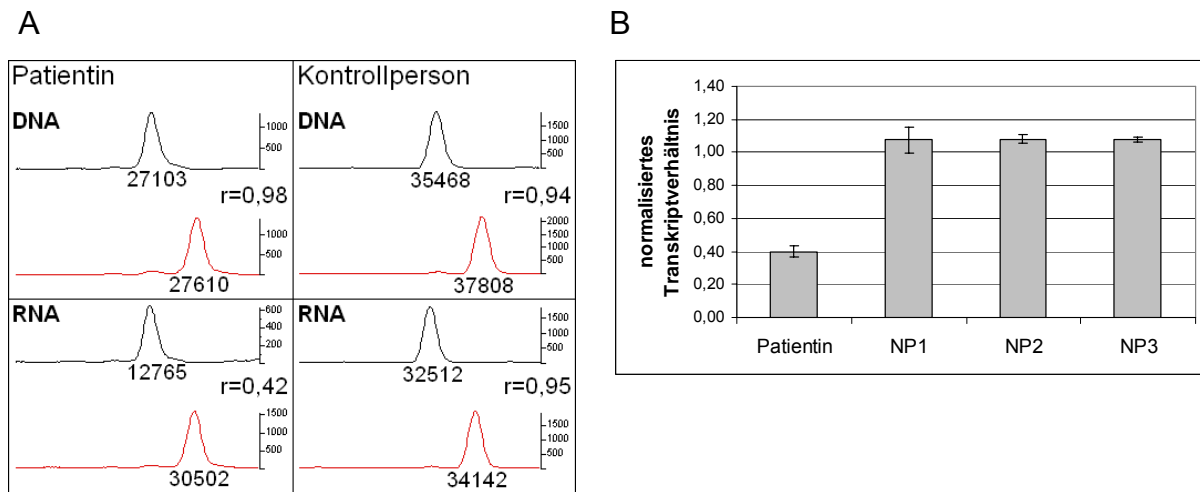 A
Patientin
DNA
1000
500
27103
r=0,98
1000
500
27610
RNA
600
400
200
12765
r=0,42
1500
1000
500
30502
Kontrollperson
DNA
1500
1000
500
35468
r=0,94
2000
1500
1000
500
37808
RNA
1500
1000
500
32512
r=0,95
1500
1000
500
34142
B
normalisiertes
Transkriptverhältnis
1,40
1,20
1,00
0,80
0,60
0,40
0,20
0,00
Patientin NP1 NP2 NP3